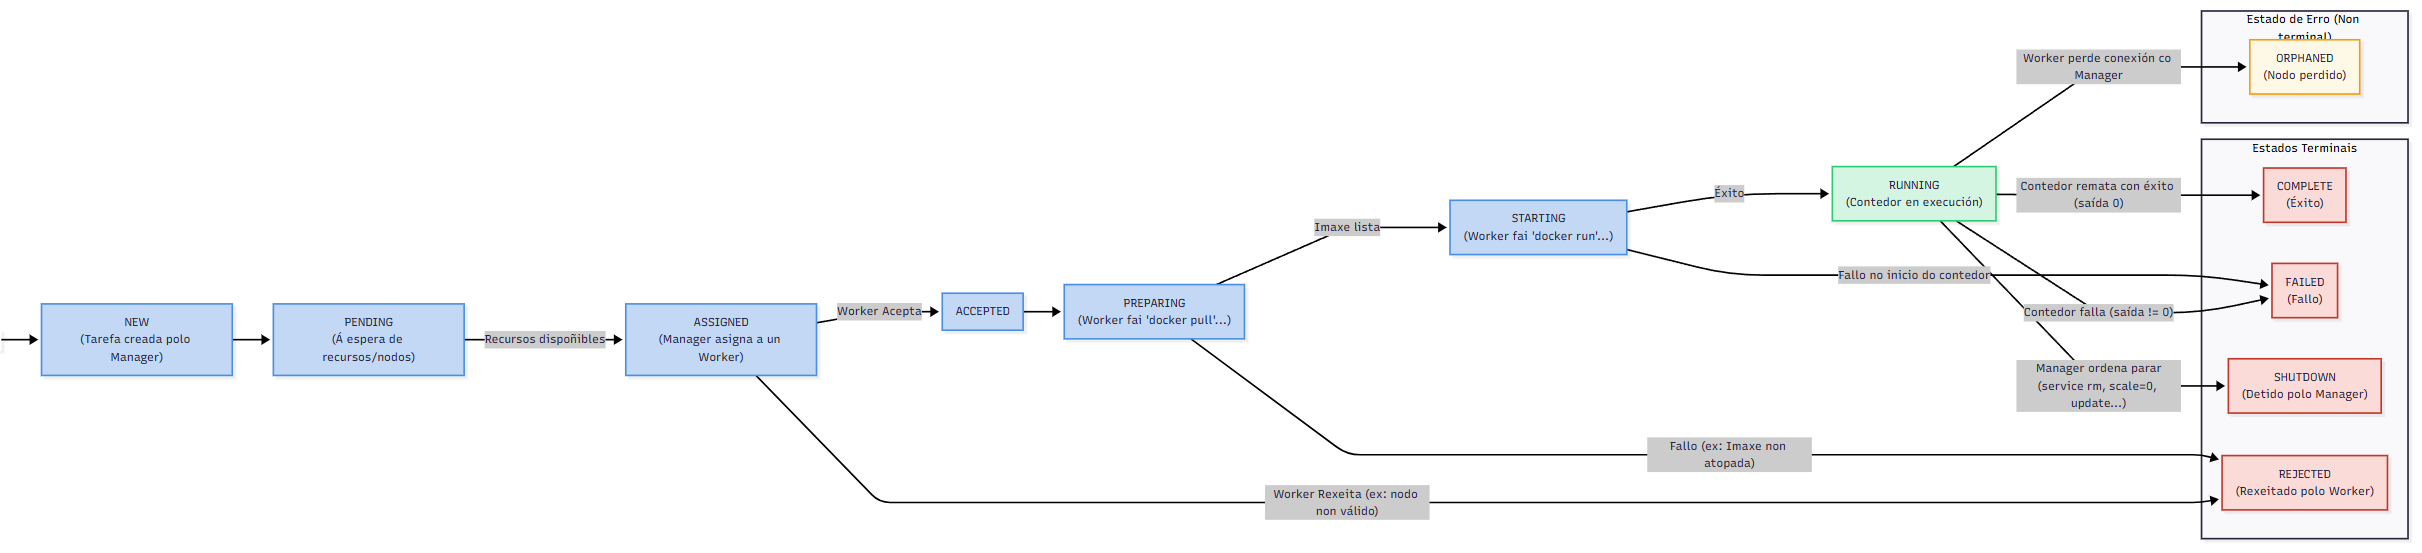 Estado de Erro (Non
terminal)
ORPHANED
(Nodo perdido)
Worker perde conexión co
Manager
Estados Terminais
COMPLETE
(Éxito)
Contedor remata con éxito
(saída 0)
RUNNING
(Contedor en execución)
Éxito
STARTING
(Worker fai 'docker run'...)
Imaxe lista
Fallo no inicio do contedor
FAILED
(Fallo)
Contedor falla (saída != 0)
PREPARING
(Worker fai 'docker pull'...)
ACCEPTED
Worker Acepta
NEW
(Tarefa creada polo
Manager)
PENDING
(Á espera de
recursos/nodos)
Recursos dispoñibles
ASSIGNED
(Manager asigna a un
Worker)
Manager ordena parar
(service rm, scale=0,
update...)
SHUTDOWN
(Detido polo Manager)
Fallo (ex: Imaxe non
atopada)
REJECTED
(Rexeitado polo Worker)
Worker Rexeita (ex: nodo
non válido)